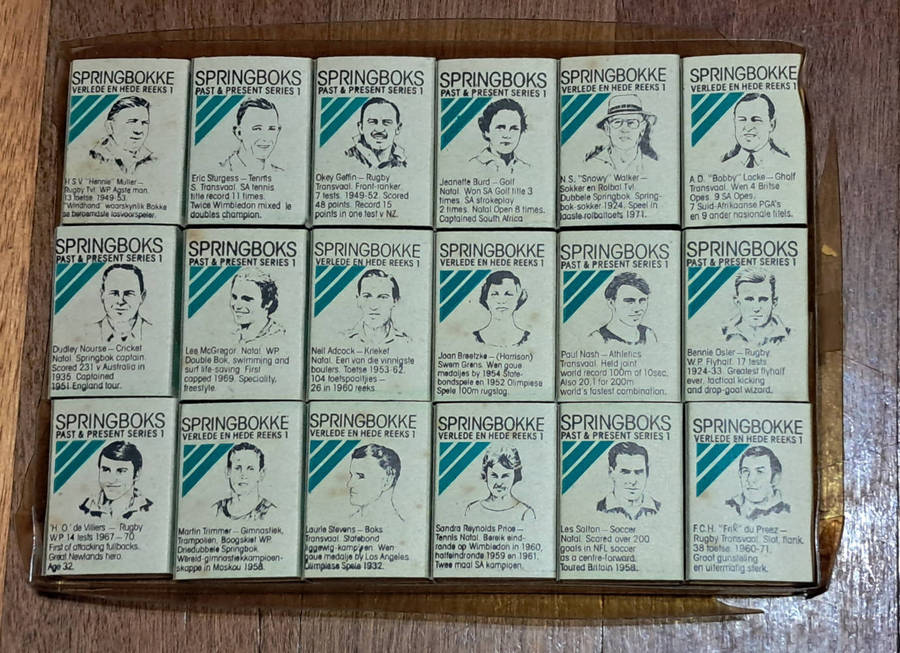 SPRINGBOKKE
VERLEDE EN HEDE REEKS 1
H.S.V. "Hennie" Muller —
Rugby Tvl. WP Agste man.
13 toetse 1949-53.
"Windhond" waarskynlik Bokke
se beroemdste losvoorspeler.
SPRINGBOKS
PAST & PRESENT SERIES 1
Eric Sturgess — Tennis
S. Transvaal. SA tennis
title record 11 times.
Twice Wimbledon mixed
doubles champion.
SPRINGBOKS
PAST & PRESENT SERIES 1
Okey Geffin — Rugby
Transvaal. Front-ranker.
7 tests. 1949-52. Scored
48 points. Record 15
points in one test v NZ.
SPRINGBOKS
PAST & PRESENT SERIES 1
Jeanette Burd — Golf
Natal. Won SA Golf title 3
times. SA strokeplay
2 times. Natal Open 8 times.
Captained South Africa
SPRINGBOKKE
VERLEDE EN HEDE REEKS 1
N.S. "Snowy" Walker —
Sokker en Rolbal Tvl.
Dubbele Springbok. Spring-
bok-sokker 1924. Speel in
laaste rolbaltoets 1971.
SPRINGBOKKE
VERLEDE EN HEDE REEKS 1
A.D. "Bobby" Locke — Gholf
Transvaal. Wen 4 Britse
Opes. 9 SA Opes.
7 Suid-Afrikaanse PGA's
en 9 ander nasionale titels.
SPRINGBOKS
PAST & PRESENT SERIES 1
Dudley Nourse — Cricket
Natal. Springbok captain.
Scored 231 v Australia in
1935. Captained
1951 England tour.
SPRINGBOKS
PAST & PRESENT SERIES 1
Lee McGregor. Natal. WP.
Double Bok, swimming and
surf life-saving. First
capped 1969. Speciality,
freestyle.
SPRINGBOKKE
VERLEDE EN HEDE REEKS 1
Neil Adcock — Krieket
Natal. Een van die vinnigste
boulers. Toetse 1953-62.
104 toetspaaltjies —
26 in 1960 reeks.
SPRINGBOKKE
VERLEDE EN HEDE REEKS 1
Joan Breetzke — (Harrison)
Swem Grens. Wen goue
medaljes by 1954 State-
bondspele en 1952 Olimpiese
Spele 100m rugslag.
SPRINGBOKS
PAST & PRESENT SERIES 1
Paul Nash — Athletics
Transvaal. Held joint
world record 100m of 10sec.
Also 20,1 for 200m
world's fastest combination.
SPRINGBOKS
PAST & PRESENT SERIES 1
Bennie Osler — Rugby
W.P. Flyhalf. 17 tests
1924-33. Greatest flyhalf
ever, tactical kicking
and drop-goal wizard.
SPRINGBOKS
PAST & PRESENT SERIES 1
'H.O.' de Villiers — Rugby
W.P 14 tests 1967-70.
First of attacking fullbacks.
Great Newlands hero.
Age 32.
SPRINGBOKKE
VERLEDE EN HEDE REEKS 1
Martin Trimmer — Gimnastiek,
Trampolien, Boogskiet WP.
Driedubbele Springbok.
Wêreld-gimnastiekkampioen-
skappe in Moskou 1958.
SPRINGBOKKE
VERLEDE EN HEDE REEKS 1
Laurie Stevens — Boks
Transvaal. Statebond
liggewig-kampioen. Wen
goue medalje by Los Angeles
Olimpiese Spele 1932.
SPRINGBOKKE
VERLEDE EN HEDE REEKS 1
Sandra Reynolds Price —
Tennis. Natal. Bereik eind-
ronde op Wimbledon in 1960,
halfeindronde 1959 en 1961.
Twee maal SA kampioen.
SPRINGBOKS
PAST & PRESENT SERIES 1
Les Salton — Soccer
Natal. Scored over 200
goals in NFL soccer
as a centre-forward.
Toured Britain 1958.
SPRINGBOKKE
VERLEDE EN HEDE REEKS 1
F.C.H. "Frik" du Preez —
Rugby Transvaal. Slot, flank.
38 toetse. 1960-71.
Groot gunsteling
en uitermatig sterk.